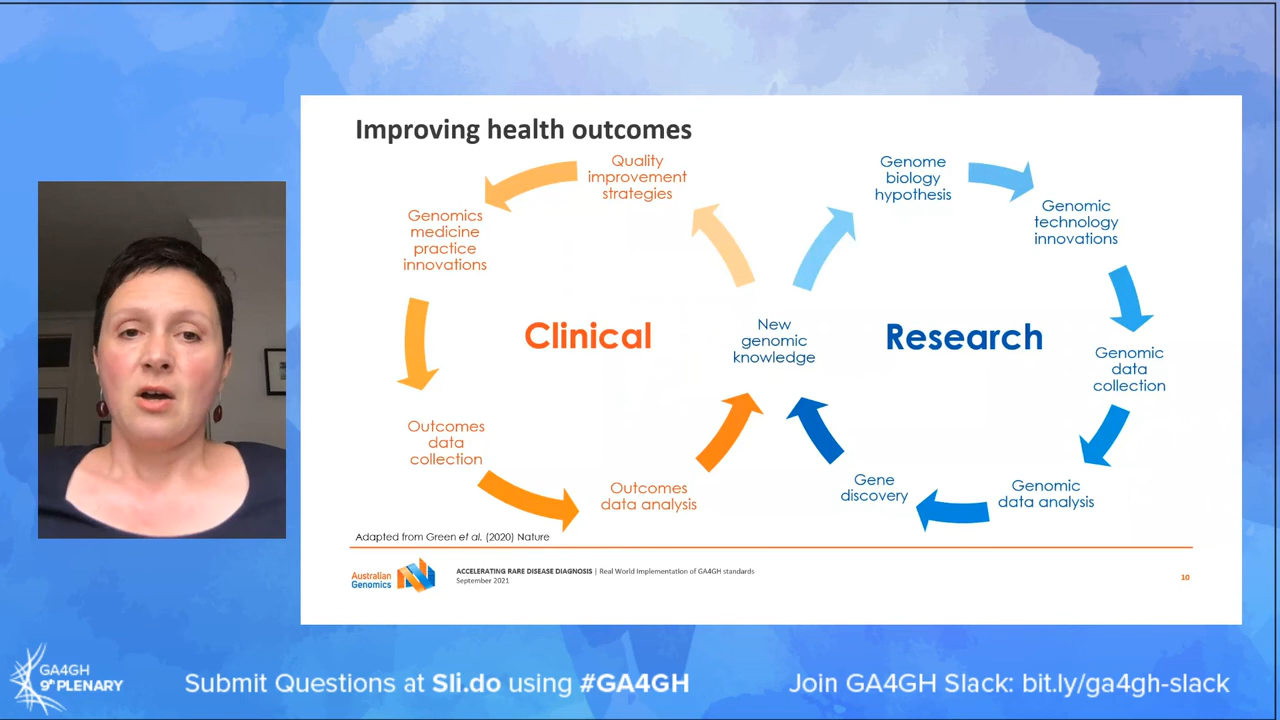 Improving health outcomes
Quality
improvement
strategies
Genomics
medicine
practice
innovations
Clinical
Outcomes
data
collection
Outcomes
data analysis
New
genomic
knowledge
Genome
biology
hypothesis
Genomic
technology
innovations
Research
Genomic
data
collection
Genomic
data analysis
Gene
discovery
Adapted from Green et al. (2020) Nature
Australian
Genomics
ACCELERATING RARE DISEASE DIAGNOSIS | Real World Implementation of GA4GH standards
September 2021
10
GA4GH
9th PLENARY
Submit Questions at Sli.do using #GA4GH
Join GA4GH Slack: bit.ly/ga4gh-slack